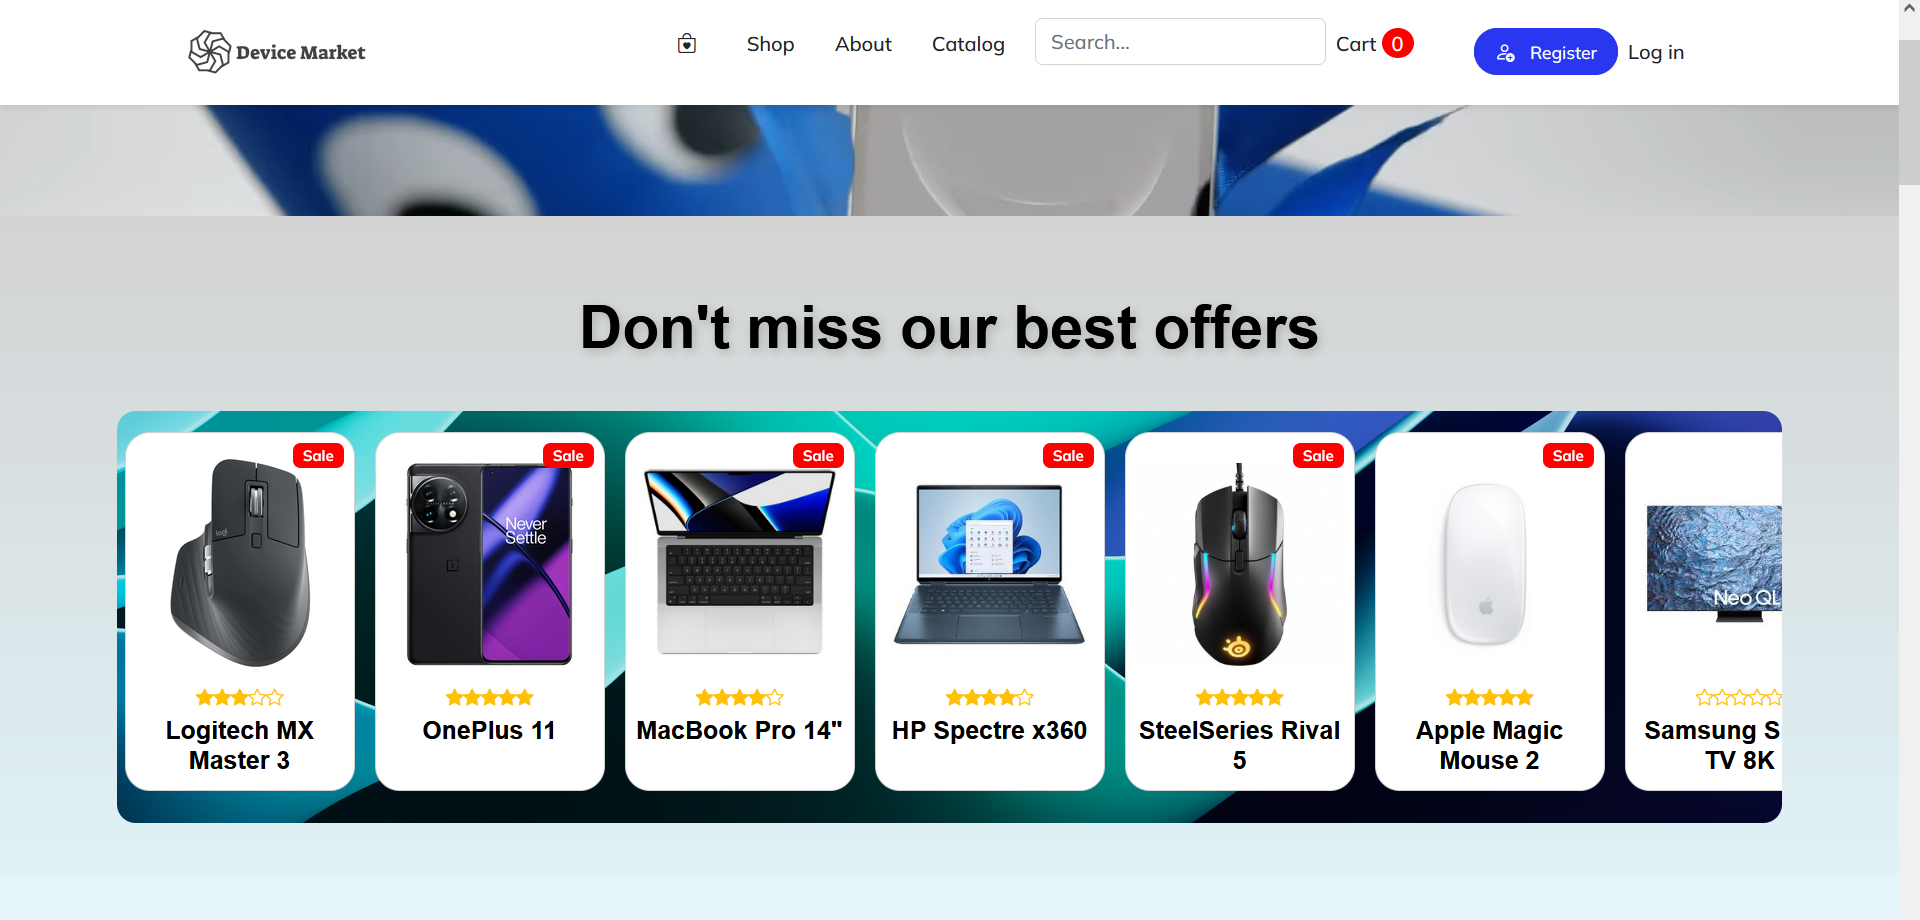 Device Market
Shop
About
Catalog
Search...
Cart 0
Register
Log in
Don't miss our best offers
Sale
logi
Logitech MX
Master 3
Sale
Never
Settle
OnePlus 11
Sale
MacBook Pro 14"
Sale
HP Spectre x360
Sale
SteelSeries Rival
5
Sale
Apple Magic
Mouse 2
Neo QL
Samsung S
TV 8K